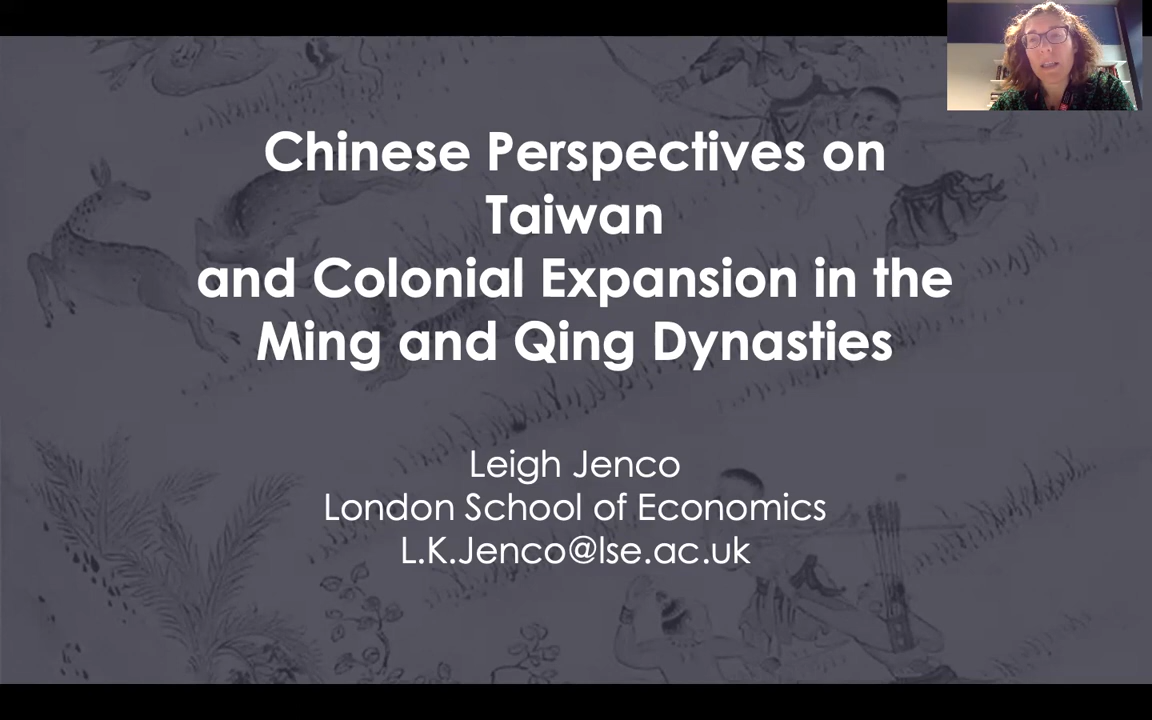 Chinese Perspectives on
Taiwan
and Colonial Expansion in the
Ming and Qing Dynasties
Leigh Jenco
London School of Economics
L.K.Jenco@lse.ac.uk